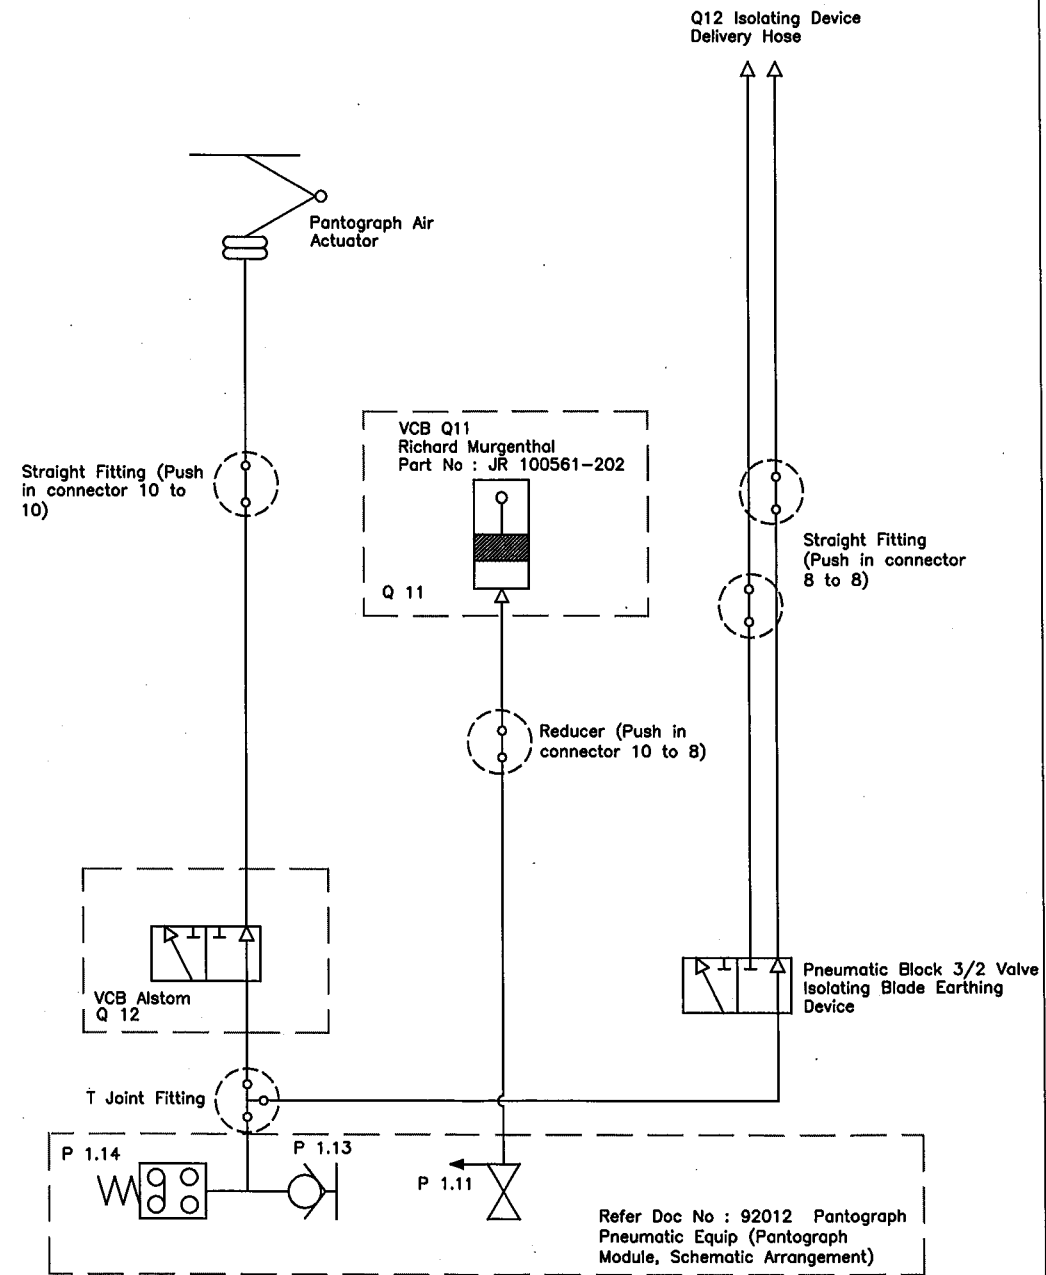 Q12 Isolating Device
Delivery Hose
Pantograph Air
Actuator
VCB Q11
Richard Murgenthal
Part No : JR 100561-202
Straight Fitting (Push
in connector 10 to
10)
Q 11
Straight Fitting
(Push in connector
8 to 8)
Reducer (Push in
connector 10 to 8)
VCB Alstom
Q 12
Pneumatic Block 3/2 Valve
Isolating Blade Earthing
Device
T Joint Fitting
P 1.14
P 1.13
P 1.11
Refer Doc No : 92012 Pantograph
Pneumatic Equip (Pantograph
Module, Schematic Arrangement)